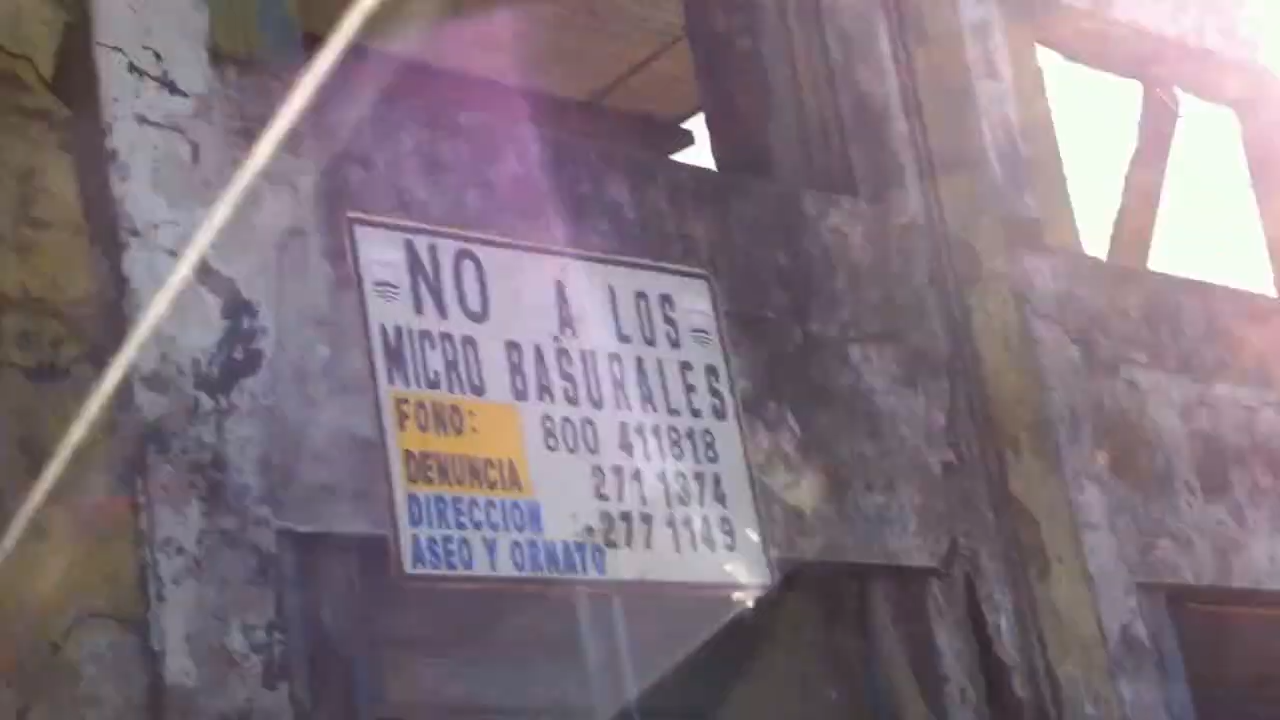 NO A LOS
MICRO BASURALES
FONO: 800 411818
DENUNCIA 271 1374
DIRECCION 277 1149
ASEO Y ORNATO